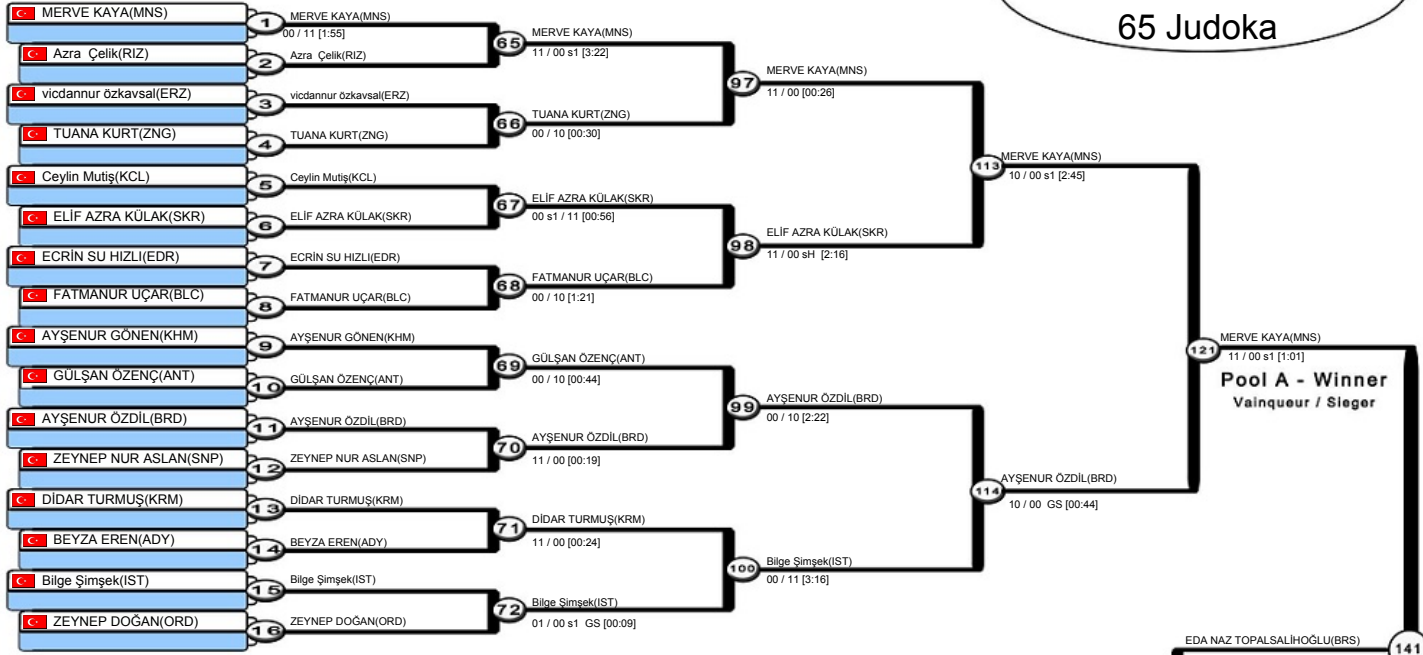 65 Judoka
MERVE KAYA(MNS)
Azra Çelik(RIZ)
vicdannur özkavsal(ERZ)
TUANA KURT(ZNG)
Ceylin Mutiş(KCL)
ELİF AZRA KÜLAK(SKR)
ECRİN SU HIZLI(EDR)
FATMANUR UÇAR(BLC)
AYŞENUR GÖNEN(KHM)
GÜLŞAN ÖZENÇ(ANT)
AYŞENUR ÖZDİL(BRD)
ZEYNEP NUR ASLAN(SNP)
DİDAR TURMUŞ(KRM)
BEYZA EREN(ADY)
Bilge Şimşek(IST)
ZEYNEP DOĞAN(ORD)
1
2
3
4
5
6
7
8
9
10
11
12
13
14
15
16
MERVE KAYA(MNS)
00 / 11 [1:55]
Azra Çelik(RIZ)
vicdannur özkavsal(ERZ)
TUANA KURT(ZNG)
Ceylin Mutiş(KCL)
ELİF AZRA KÜLAK(SKR)
ECRİN SU HIZLI(EDR)
FATMANUR UÇAR(BLC)
AYŞENUR GÖNEN(KHM)
GÜLŞAN ÖZENÇ(ANT)
AYŞENUR ÖZDİL(BRD)
ZEYNEP NUR ASLAN(SNP)
DİDAR TURMUŞ(KRM)
BEYZA EREN(ADY)
Bilge Şimşek(IST)
ZEYNEP DOĞAN(ORD)
65
66
67
68
69
70
71
72
MERVE KAYA(MNS)
11 / 00 s1 [3:22]
TUANA KURT(ZNG)
00 / 10 [00:30]
ELİF AZRA KÜLAK(SKR)
00 s1 / 11 [00:56]
FATMANUR UÇAR(BLC)
00 / 10 [1:21]
GÜLŞAN ÖZENÇ(ANT)
00 / 10 [00:44]
AYŞENUR ÖZDİL(BRD)
11 / 00 [00:19]
DİDAR TURMUŞ(KRM)
11 / 00 [00:24]
Bilge Şimşek(IST)
01 / 00 s1 GS [00:09]
97
98
99
100
MERVE KAYA(MNS)
11 / 00 [00:26]
ELİF AZRA KÜLAK(SKR)
11 / 00 sH [2:16]
AYŞENUR ÖZDİL(BRD)
00 / 10 [2:22]
Bilge Şimşek(IST)
00 / 11 [3:16]
113
114
MERVE KAYA(MNS)
10 / 00 s1 [2:45]
AYŞENUR ÖZDİL(BRD)
10 / 00 GS [00:44]
121
MERVE KAYA(MNS)
11 / 00 s1 [1:01]
Pool A - Winner
Vainqueur / Sieger
EDA NAZ TOPALSALİHOĞLU(BRS)
141